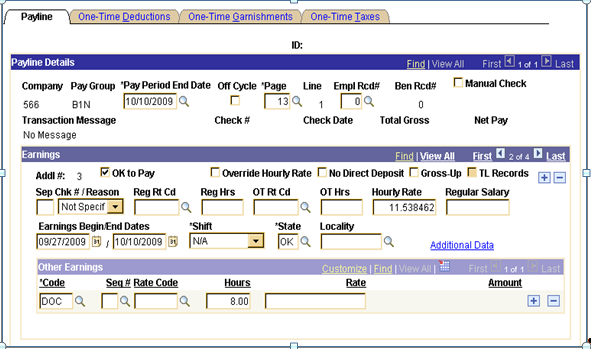 Payline One-Time Deductions One-Time Garnishments One-Time Taxes
ID:
Payline Details Find | View All First 1 of 1 Last
Company Pay Group *Pay Period End Date Off Cycle *Page Line Empl Rcd# Ben Rcd# Manual Check
566 B1N 10/10/2009 13 1 0 0
Transaction Message Check # Check Date Total Gross Net Pay
No Message
Earnings Find | View All First 2 of 4 Last
Addl #: 3 OK to Pay Override Hourly Rate No Direct Deposit Gross-Up TL Records
Sep Chk # / Reason Reg Rt Cd Reg Hrs OT Rt Cd OT Hrs Hourly Rate Regular Salary
Not Specif 11.538462
Earnings Begin/End Dates *Shift *State Locality
09/27/2009 / 10/10/2009 N/A OK Additional Data
Other Earnings Customize | Find | View All | First 1 of 1 Last
*Code Seq # Rate Code Hours Rate Amount
DOC 8.00